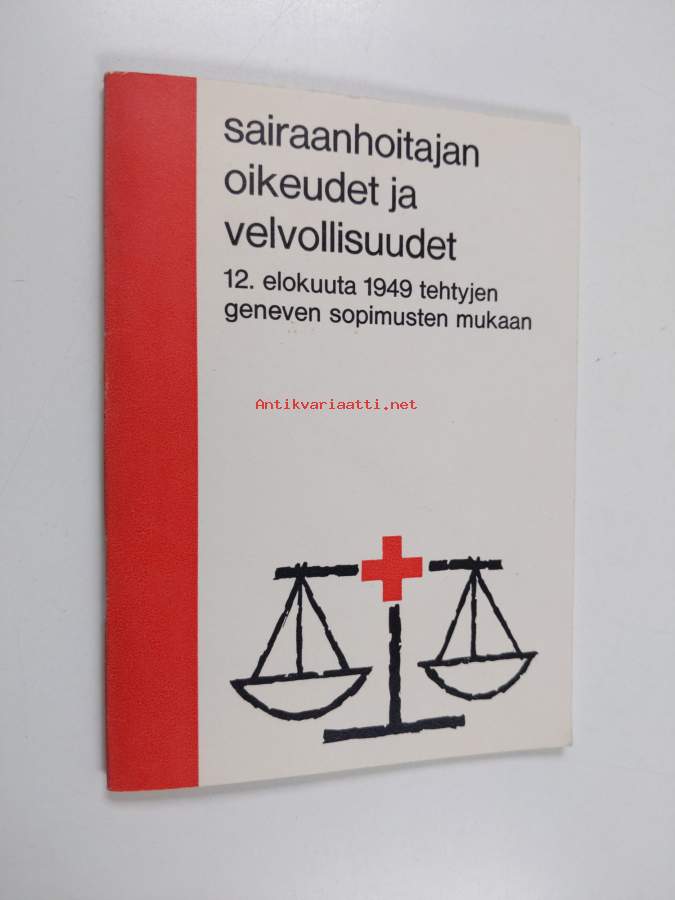 sairaanhoitajan
oikeudet ja
velvollisuudet
12. elokuuta 1949 tehtyjen
geneven sopimusten mukaan
Antikvariaatti.net